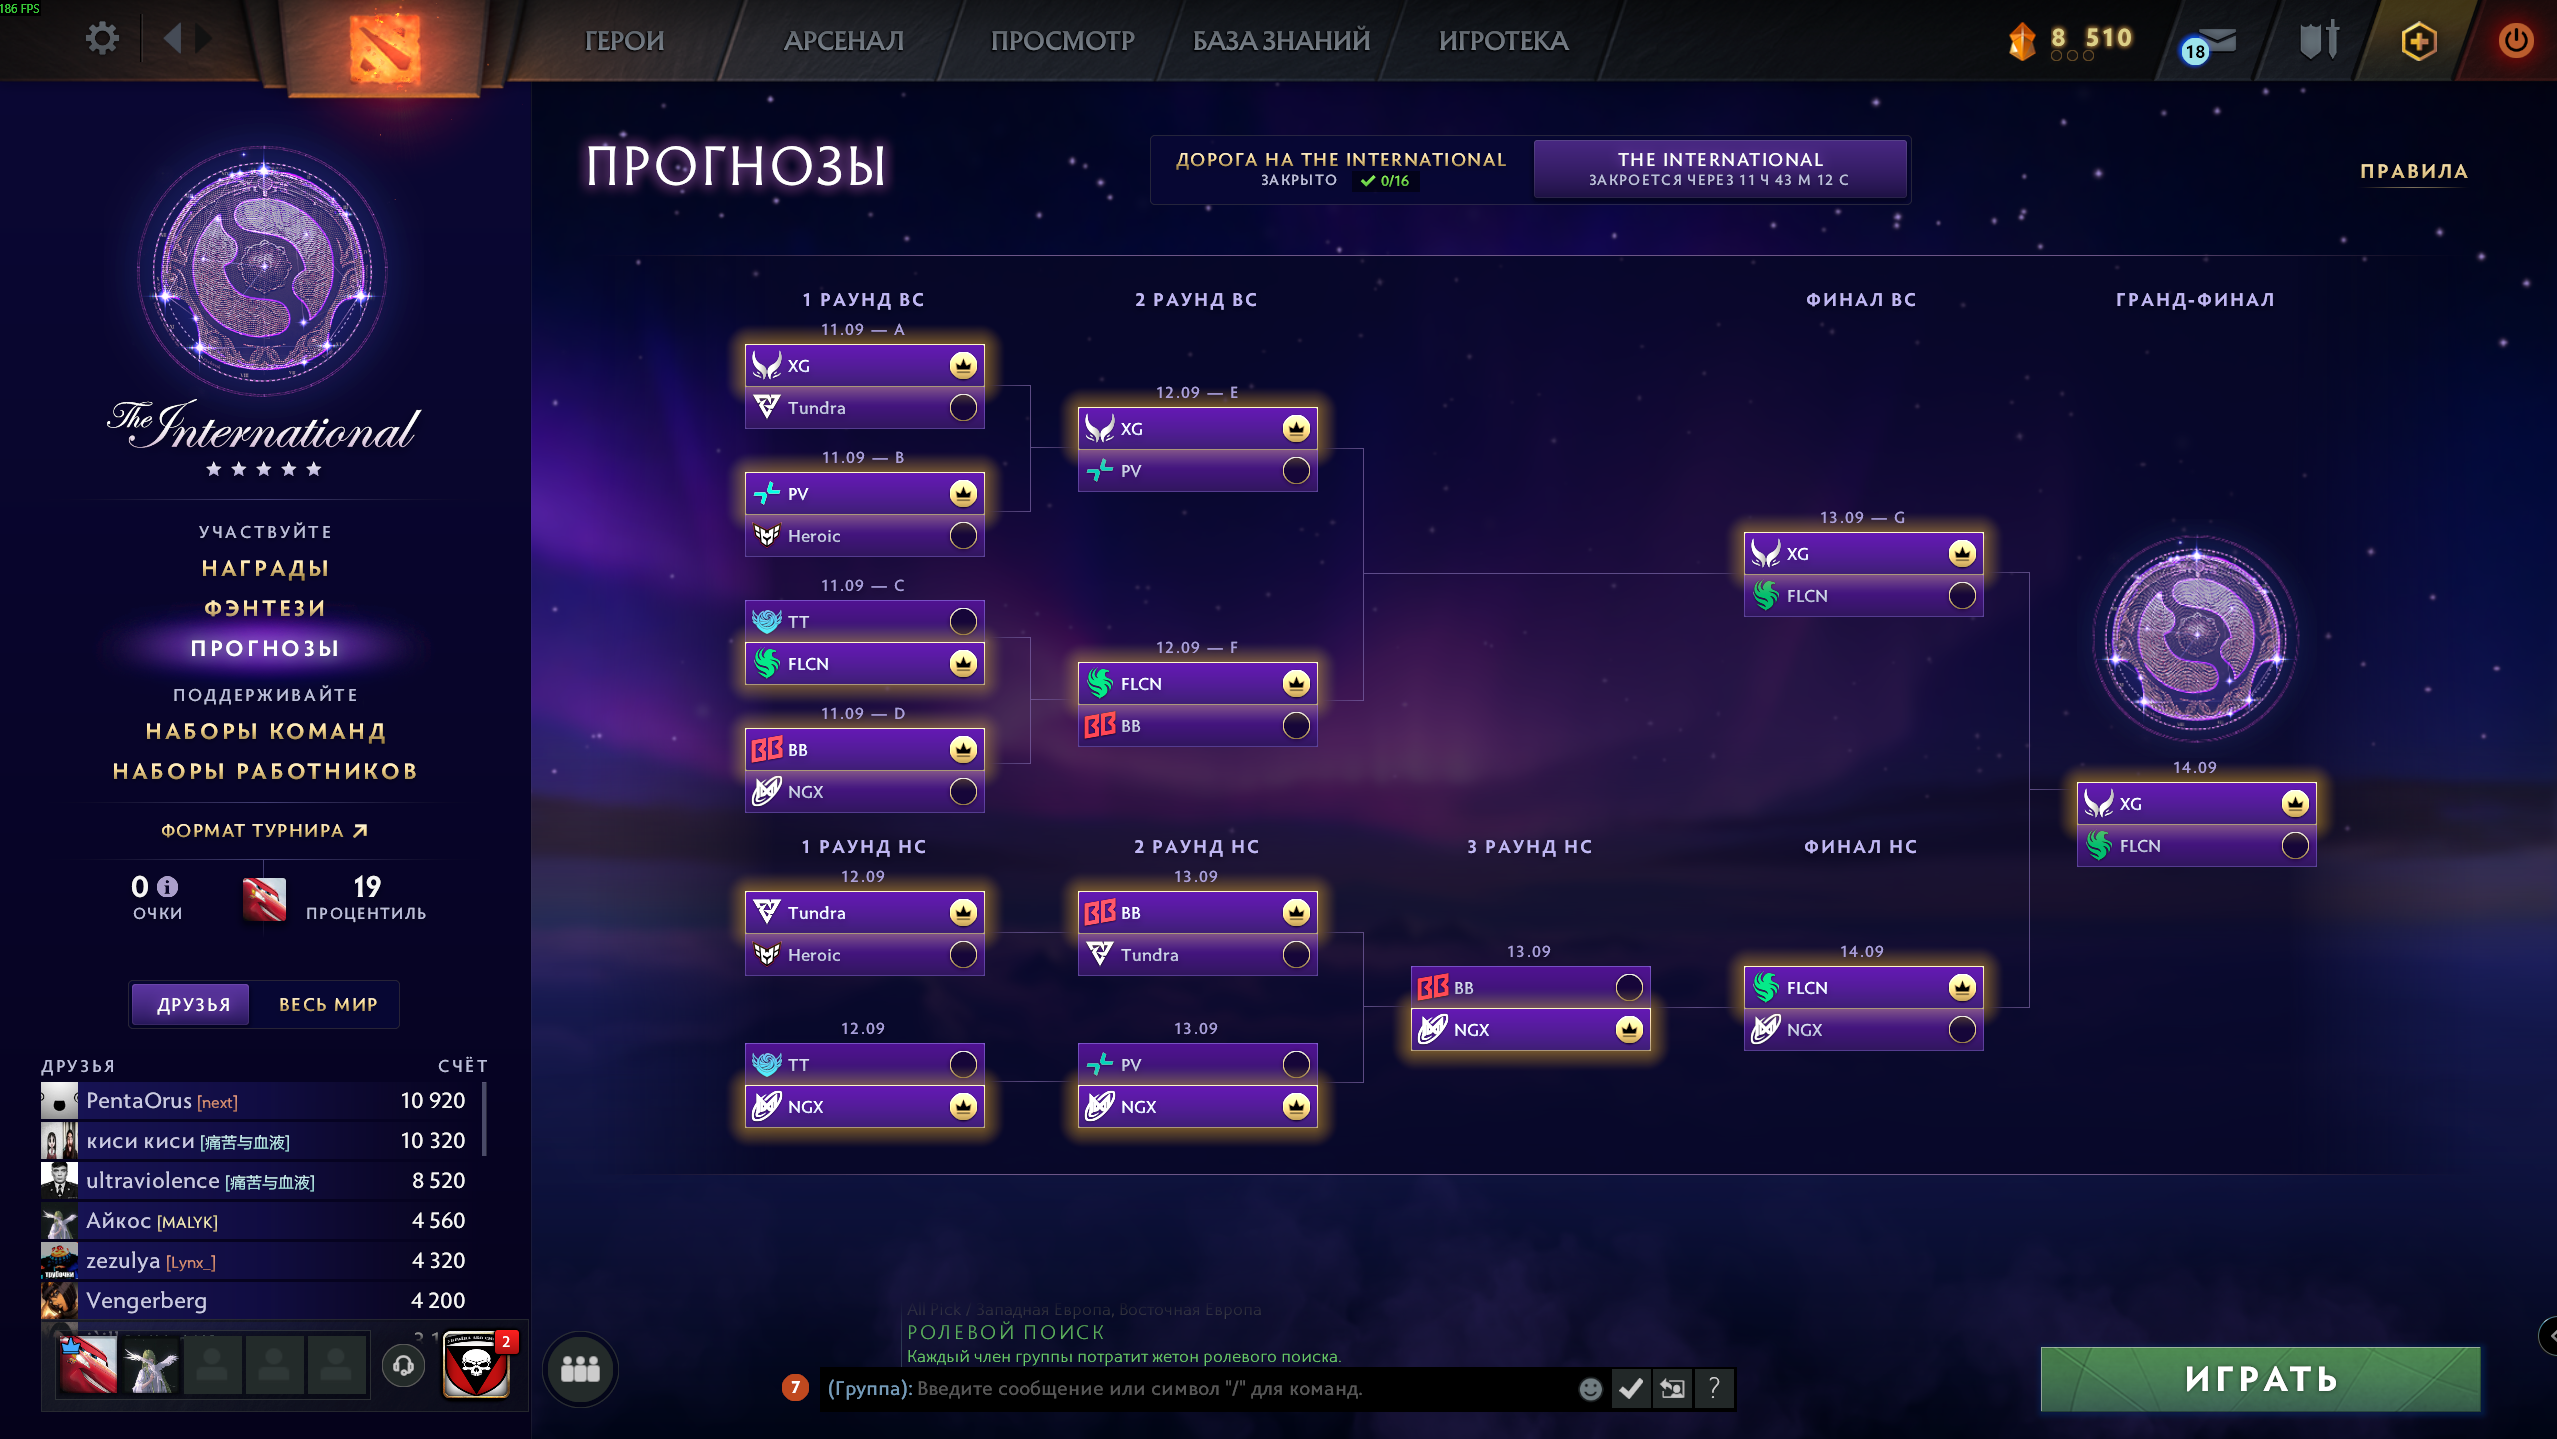 186 FPS
ГЕРОИ
АРСЕНАЛ
ПРОСМОТР
БАЗА ЗНАНИЙ
ИГРОТЕКА
8 510
18
The International
УЧАСТВУЙТЕ
НАГРАДЫ
ФЭНТЕЗИ
ПРОГНОЗЫ
ПОДДЕРЖИВАЙТЕ
НАБОРЫ КОМАНД
НАБОРЫ РАБОТНИКОВ
ФОРМАТ ТУРНИРА
0
ОЧКИ
19
ПРОЦЕНТИЛЬ
ДРУЗЬЯ ВЕСЬ МИР
ДРУЗЬЯ СЧЁТ
PentaOrus [next] 10 920
киси киси [痛苦与血液] 10 320
ultraviolence [痛苦与血液] 8 520
Айкос [MALYK] 4 560
zezulya [Lynx_] 4 320
Vengerberg 4 200
2
ПРОГНОЗЫ
ДОРОГА НА THE INTERNATIONAL
ЗАКРЫТО 0/16
THE INTERNATIONAL
ЗАКРОЕТСЯ ЧЕРЕЗ 11 Ч 43 М 12 С
ПРАВИЛА
1 РАУНД ВС
11.09 — A
XG
Tundra
11.09 — B
PV
Heroic
11.09 — C
TT
FLCN
11.09 — D
BB
NGX
2 РАУНД ВС
12.09 — E
XG
PV
12.09 — F
FLCN
BB
ФИНАЛ ВС
13.09 — G
XG
FLCN
ГРАНД-ФИНАЛ
14.09
XG
FLCN
1 РАУНД НС
12.09
Tundra
Heroic
12.09
TT
NGX
2 РАУНД НС
13.09
BB
Tundra
13.09
PV
NGX
3 РАУНД НС
13.09
BB
NGX
ФИНАЛ НС
14.09
FLCN
NGX
All Pick / Западная Европа, Восточная Европа
РОЛЕВОЙ ПОИСК
Каждый член группы потратит жетон ролевого поиска.
7
(Группа): Введите сообщение или символ "/" для команд.
?
ИГРАТЬ